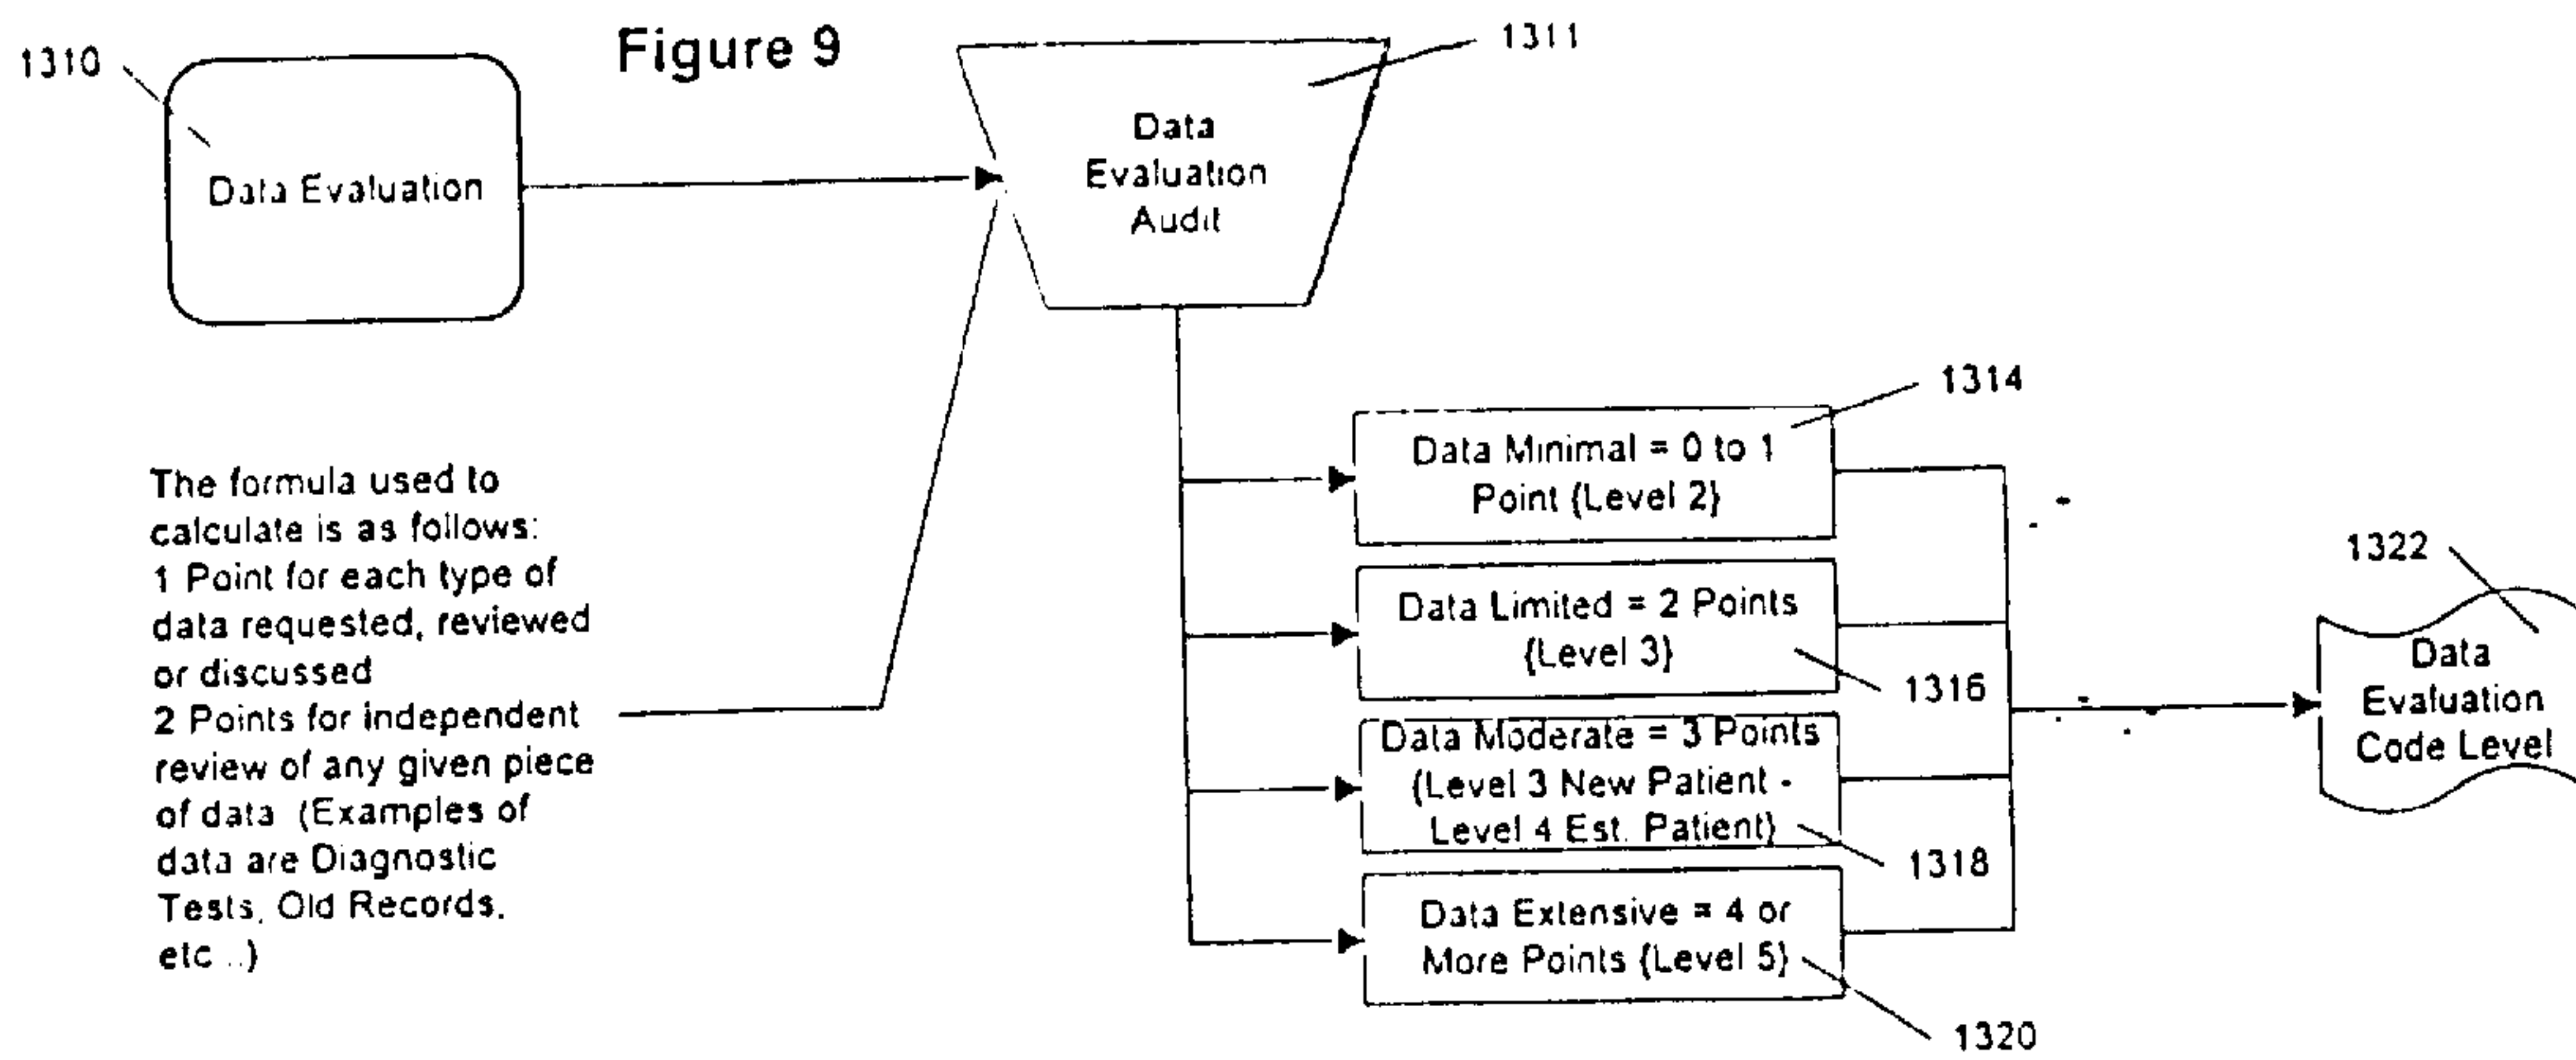 Figure 9
1310
Data Evaluation
1311
Data
Evaluation
Audit
The formula used to
calculate is as follows:
1 Point for each type of
data requested, reviewed
or discussed
2 Points for independent
review of any given piece
of data (Examples of
data are Diagnostic
Tests, Old Records,
etc...)
1314
Data Minimal = 0 to 1
Point (Level 2)
Data Limited = 2 Points
(Level 3)
1316
Data Moderate = 3 Points
(Level 3 New Patient -
Level 4 Est. Patient)
1318
Data Extensive = 4 or
More Points (Level 5)
1320
1322
Data
Evaluation
Code Level